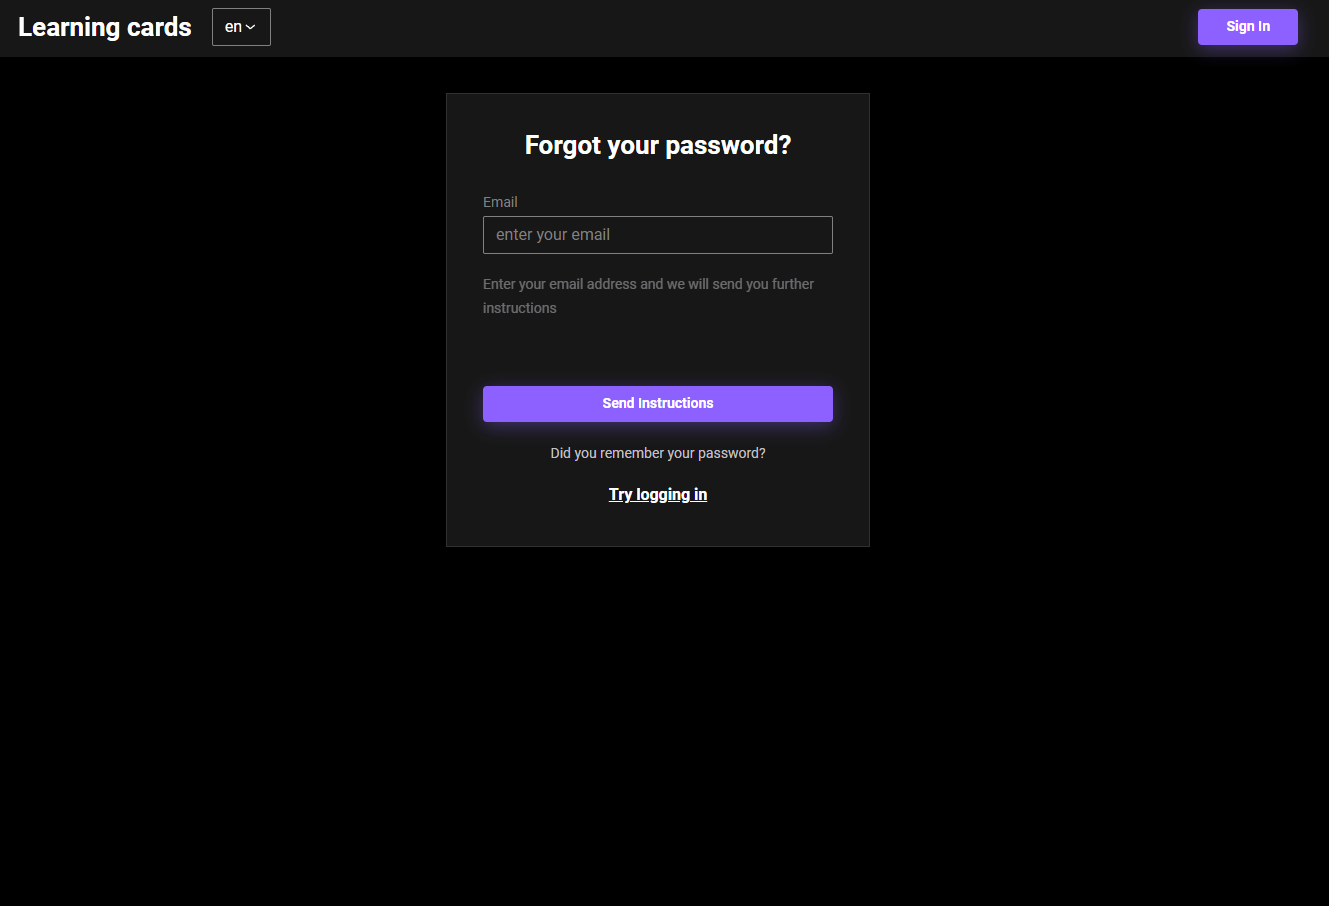 Learning cards
en
Sign In
Forgot your password?
Email
enter your email
Enter your email address and we will send you further
instructions
Send Instructions
Did you remember your password?
Try logging in